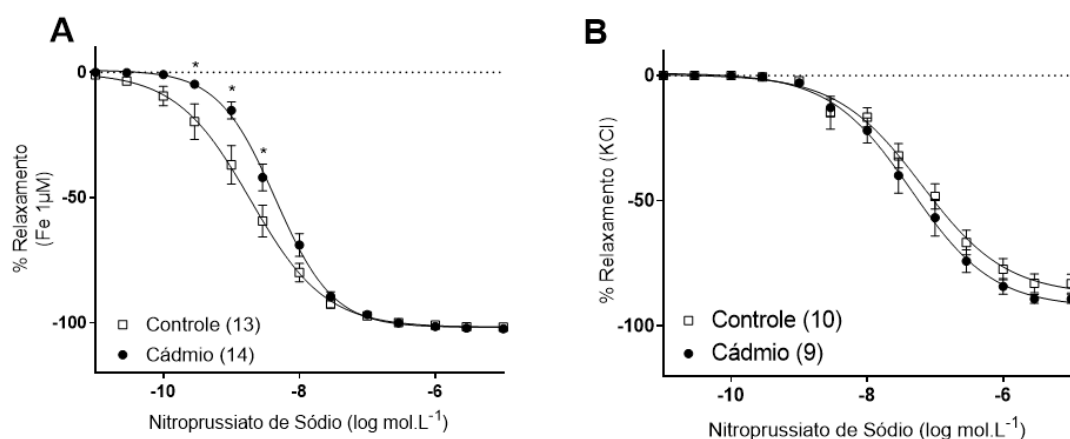 A
0
-50
-100
% Relaxamento
(Fe 1µM)
*
*
*
Controle (13)
Cádmio (14)
-10
-8
-6
Nitroprussiato de Sódio (log mol.L⁻¹)
B
0
-50
-100
% Relaxamento (KCl)
Controle (10)
Cádmio (9)
-10
-8
-6
Nitroprussiato de Sódio (log mol.L⁻¹)